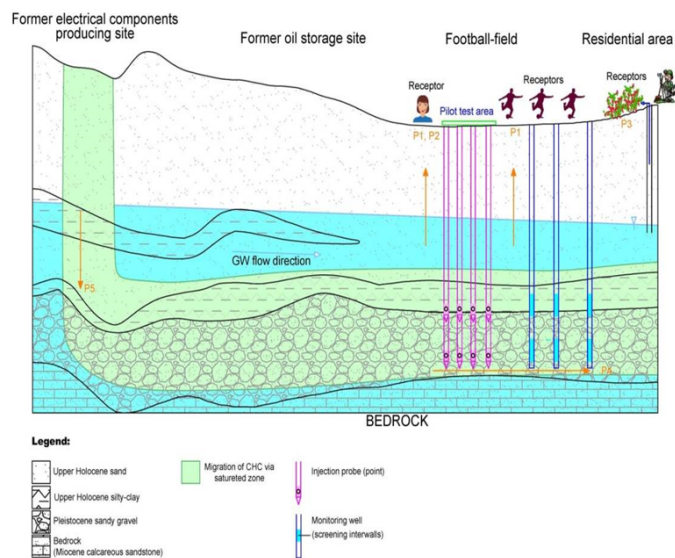 Former electrical components
producing site
Former oil storage site
Football-field
Residential area
Receptor
Receptors
Receptors
Pilot test area
P1, P2
P1
P3
GW flow direction
P5
P4
BEDROCK
Legend:
Upper Holocene sand
Upper Holocene silty-clay
Pleistocene sandy gravel
Bedrock
(Miocene calcareous sandstone)
Migration of CHC via
satureted zone
Injection probe (point)
Monitoring well
(screening interwalls)